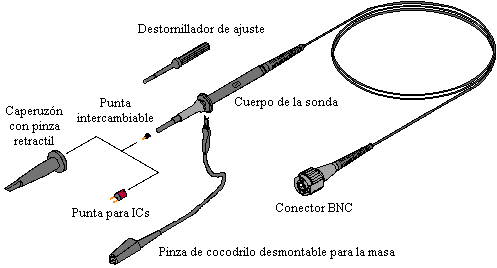 Destornillador de ajuste
Caperuzón
con pinza
retractil
Punta
intercambiable
Cuerpo de la sonda
Punta para ICs
Conector BNC
Pinza de cocodrilo desmontable para la masa